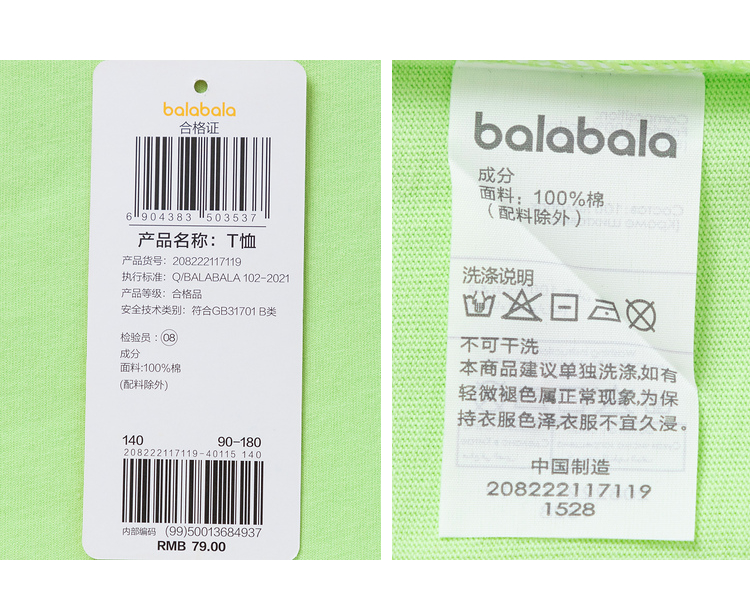 balabala
合格证
6 904383 503537
产品名称：T恤
产品货号：208222117119
执行标准：Q/BALABALA 102-2021
产品等级：合格品
安全技术类别：符合GB31701 B类
检验员：08
成分
面料:100%棉
(配料除外)
140 90-180
208222117119-40115 140
内部编码 (99)50013684937
RMB 79.00
balabala
成分
面料：100%棉
（配料除外）
洗涤说明
不可干洗
本商品建议单独洗涤,如有
轻微褪色属正常现象,为保
持衣服色泽,衣服不宜久浸。
中国制造
208222117119
1528